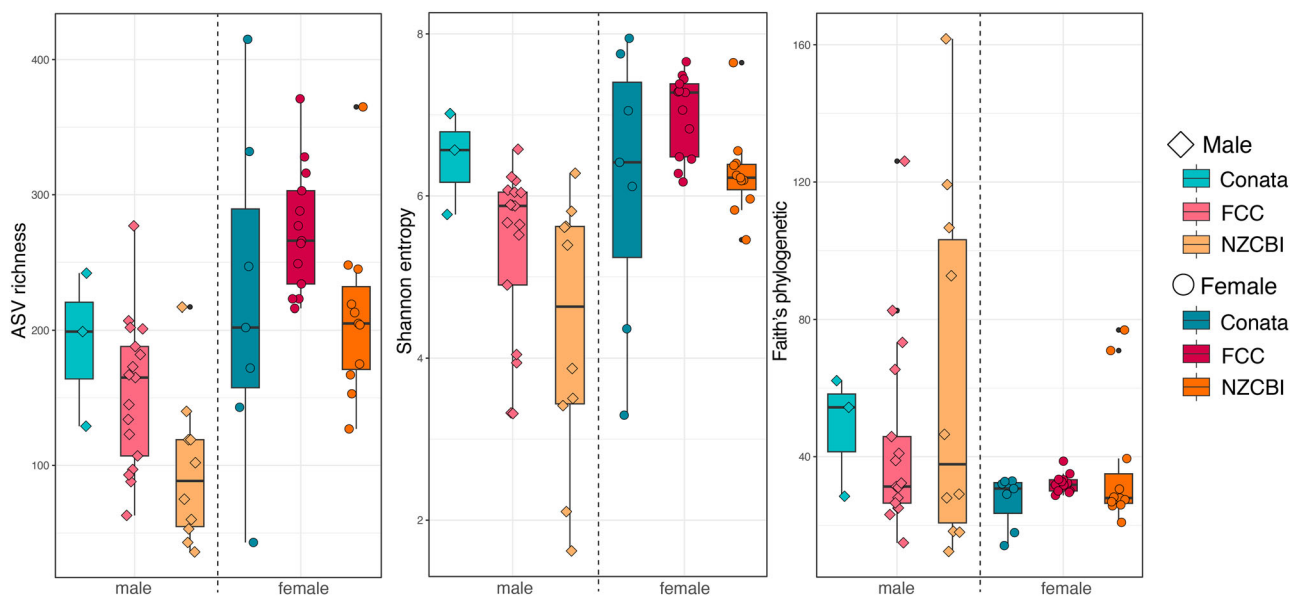 ASV richness
400
300
200
100
male
female
Shannon entropy
8
6
4
2
male
female
Faith's phylogenetic
160
120
80
40
male
female
Male
Conata
FCC
NZCBI
Female
Conata
FCC
NZCBI